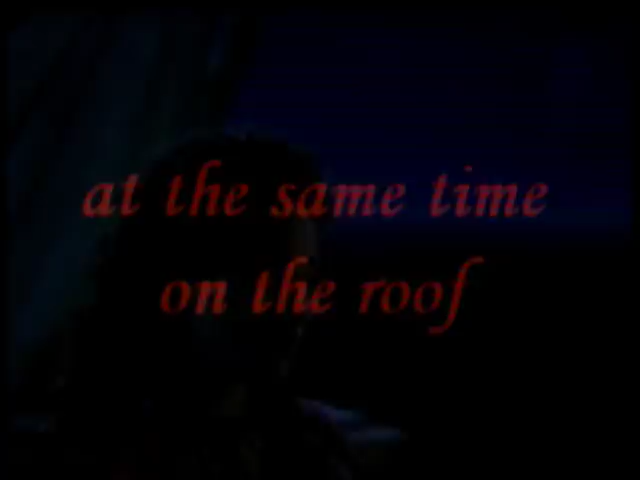 at the same time
on the roof